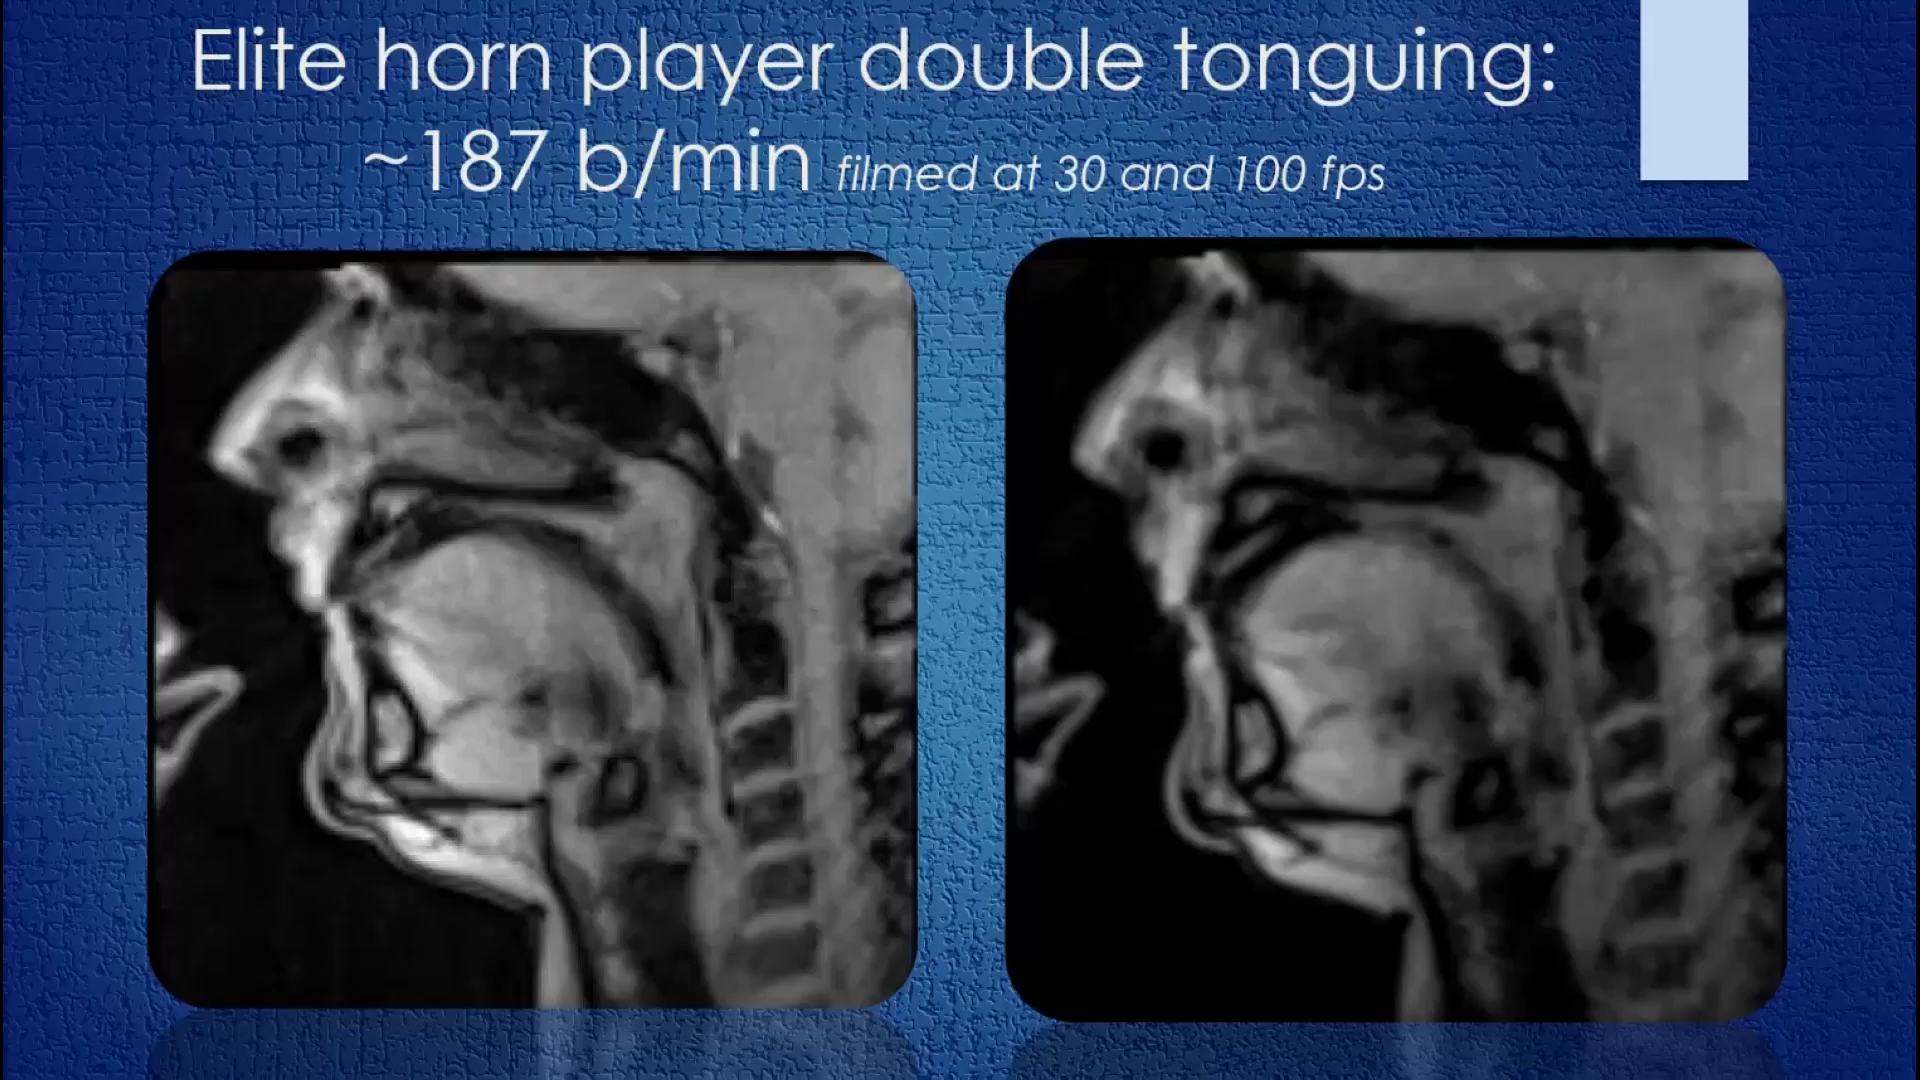 Elite horn player double tonguing:
~187 b/min filmed at 30 and 100 fps